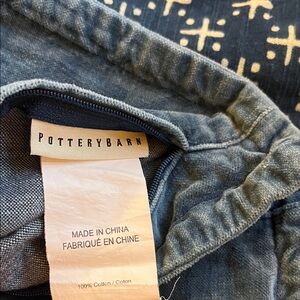 POTTERYBARN
MADE IN CHINA
FABRIQUÉ EN CHINE
100% Cotton / Coton